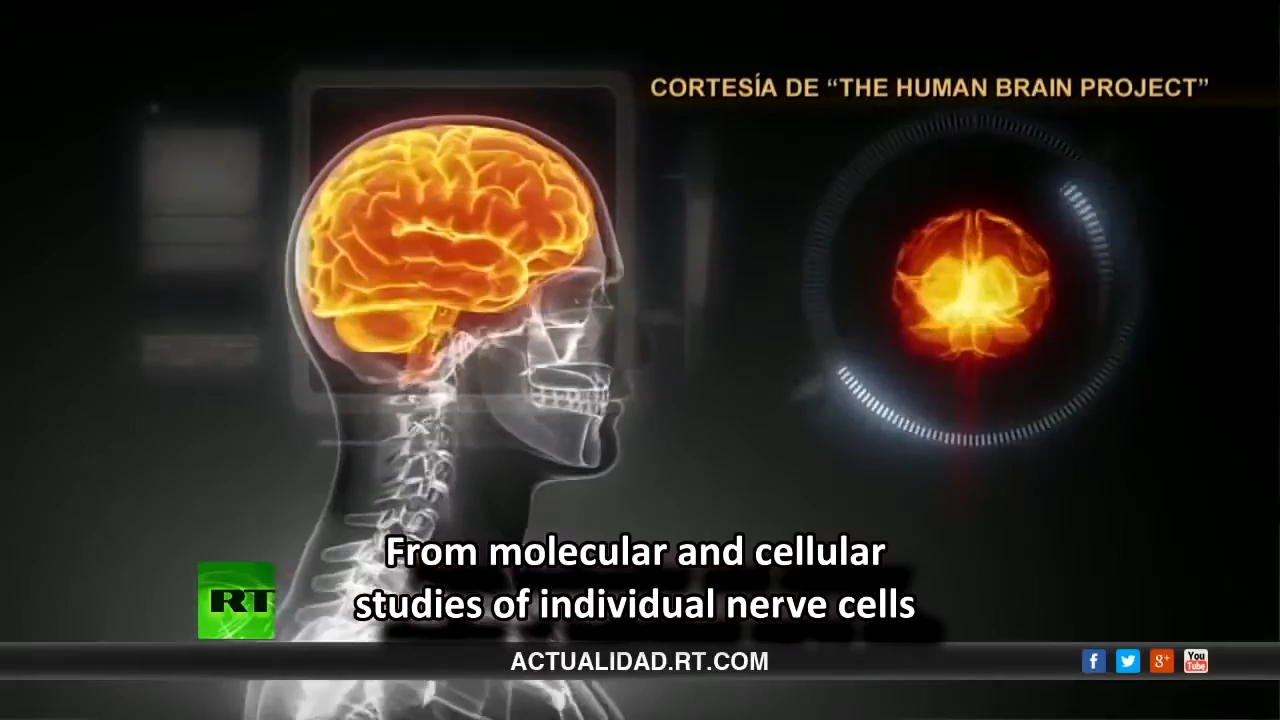 CORTESÍA DE “THE HUMAN BRAIN PROJECT”
From molecular and cellular
studies of individual nerve cells
RT
ACTUALIDAD.RT.COM
f
g+
You
Tube